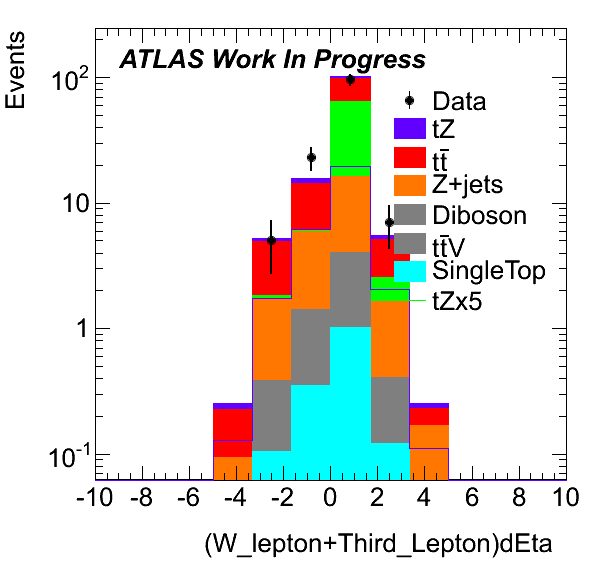 Events
ATLAS Work In Progress
10²
10
1
10⁻¹
Data
tZ
tt̄
Z+jets
Diboson
tt̄V
SingleTop
tZx5
-10 -8 -6 -4 -2 0 2 4 6 8 10
(W_lepton+Third_Lepton)dEta